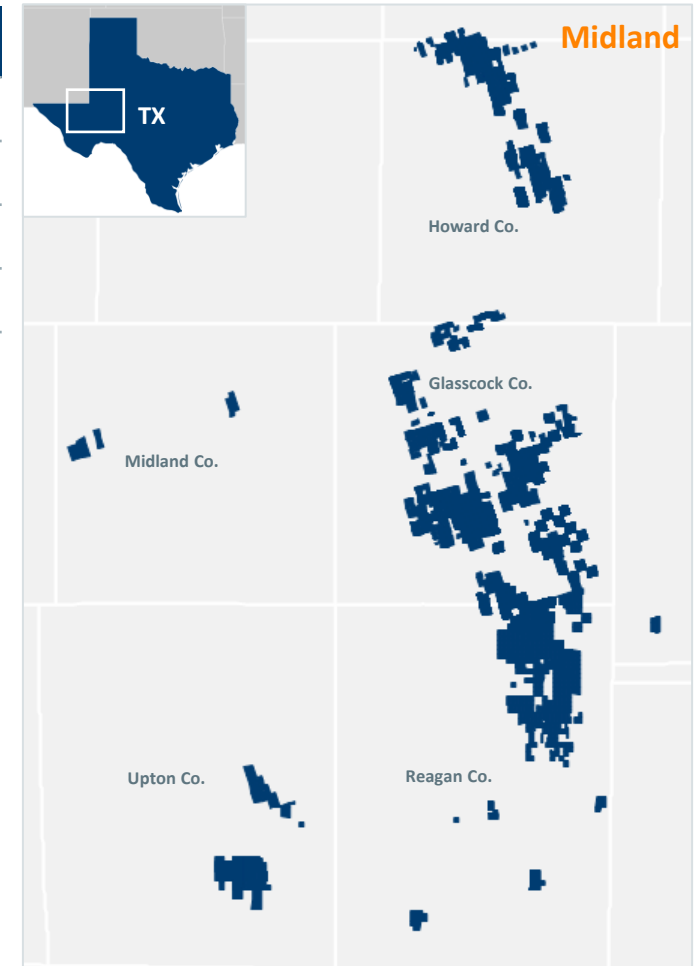 Midland
TX
Howard Co.
Glasscock Co.
Midland Co.
Upton Co.
Reagan Co.